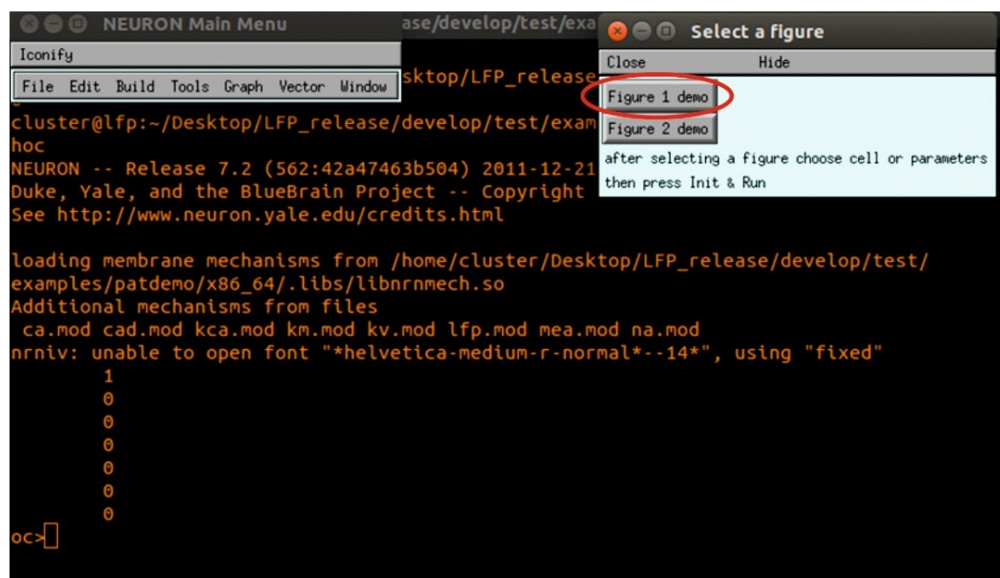 NEURON Main Menu
Iconify
File Edit Build Tools Graph Vector Window
ase/develop/test/exa
Select a figure
Close Hide
Figure 1 demo
Figure 2 demo
after selecting a figure choose cell or parameters
then press Init & Run
sktop/LFP_release
cluster@lfp:~/Desktop/LFP_release/develop/test/exam
hoc
NEURON -- Release 7.2 (562:42a47463b504) 2011-12-21
Duke, Yale, and the BlueBrain Project -- Copyright
See http://www.neuron.yale.edu/credits.html
loading membrane mechanisms from /home/cluster/Desktop/LFP_release/develop/test/
examples/patdemo/x86_64/.libs/libnrnmech.so
Additional mechanisms from files
ca.mod cad.mod kca.mod km.mod kv.mod lfp.mod mea.mod na.mod
nrniv: unable to open font "*helvetica-medium-r-normal*--14*", using "fixed"
1
0
0
0
0
0
0
oc>